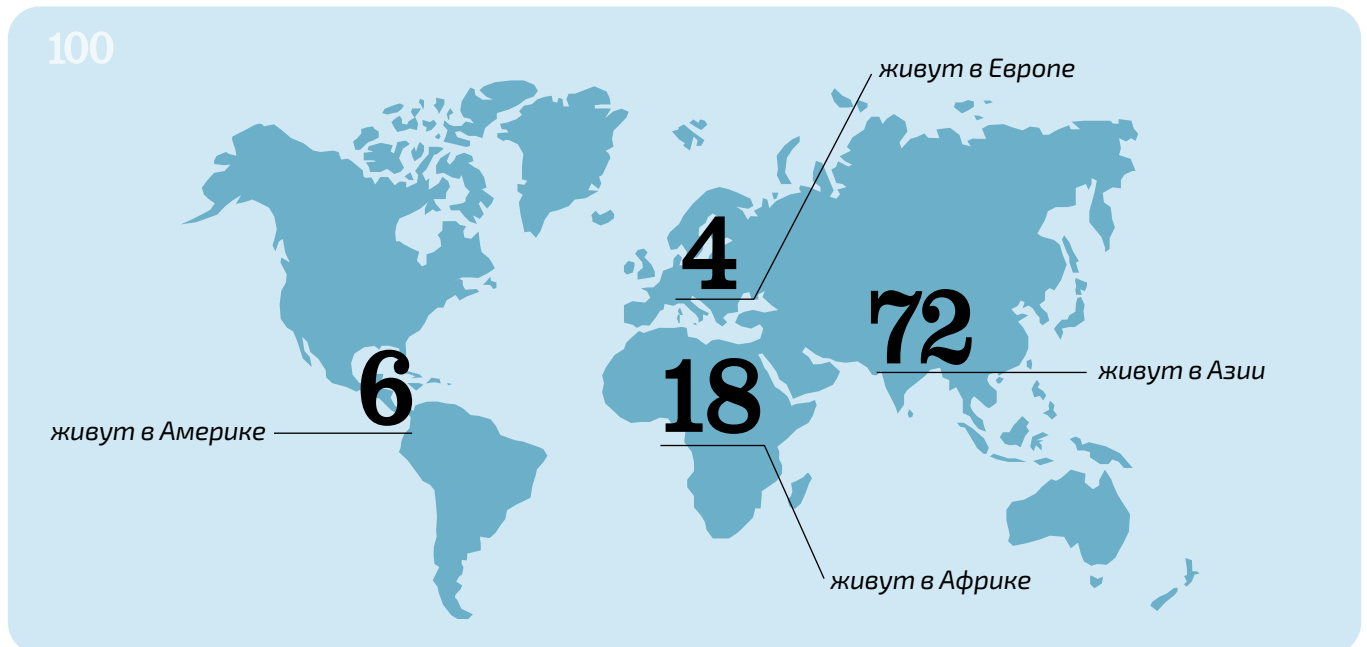 100
живут в Европе
4
72
живут в Азии
6
18
живут в Америке
живут в Африке